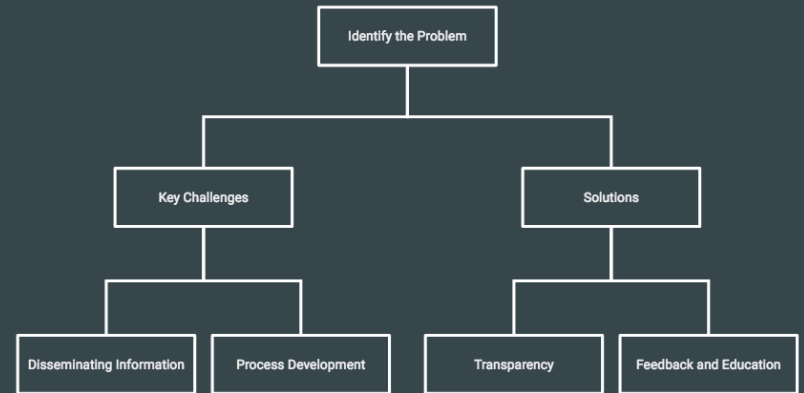 Identify the Problem
Key Challenges
Solutions
Disseminating Information
Process Development
Transparency
Feedback and Education